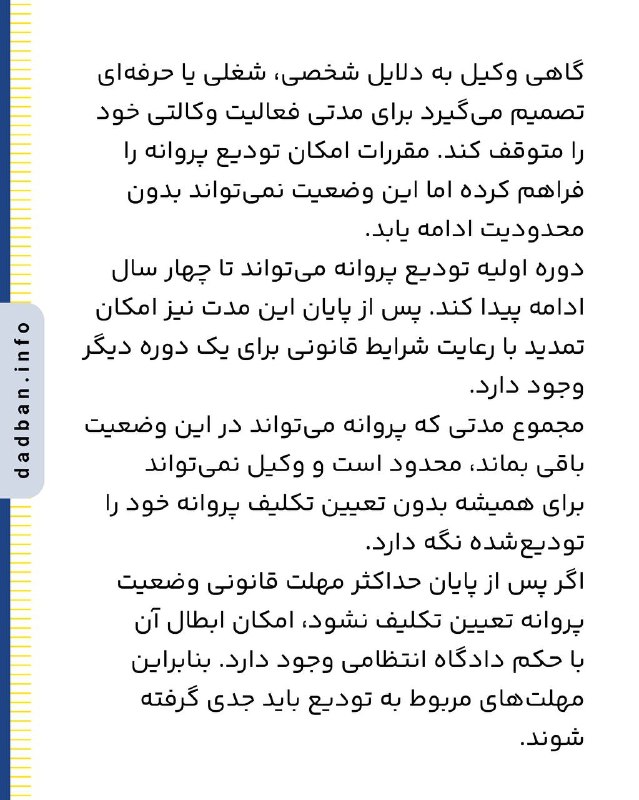 گاهی وکیل به دلایل شخصی، شغلی یا حرفه‌ای
تصمیم می‌گیرد برای مدتی فعالیت وکالتی خود
را متوقف کند. مقررات امکان تودیع پروانه را
فراهم کرده اما این وضعیت نمی‌تواند بدون
محدودیت ادامه یابد.
دوره اولیه تودیع پروانه می‌تواند تا چهار سال
ادامه پیدا کند. پس از پایان این مدت نیز امکان
تمدید با رعایت شرایط قانونی برای یک دوره دیگر
وجود دارد.
مجموع مدتی که پروانه می‌تواند در این وضعیت
باقی بماند، محدود است و وکیل نمی‌تواند
برای همیشه بدون تعیین تکلیف پروانه خود را
تودیع‌شده نگه دارد.
اگر پس از پایان حداکثر مهلت قانونی وضعیت
پروانه تعیین تکلیف نشود، امکان ابطال آن
با حکم دادگاه انتظامی وجود دارد. بنابراین
مهلت‌های مربوط به تودیع باید جدی گرفته
شوند.
dadban.info